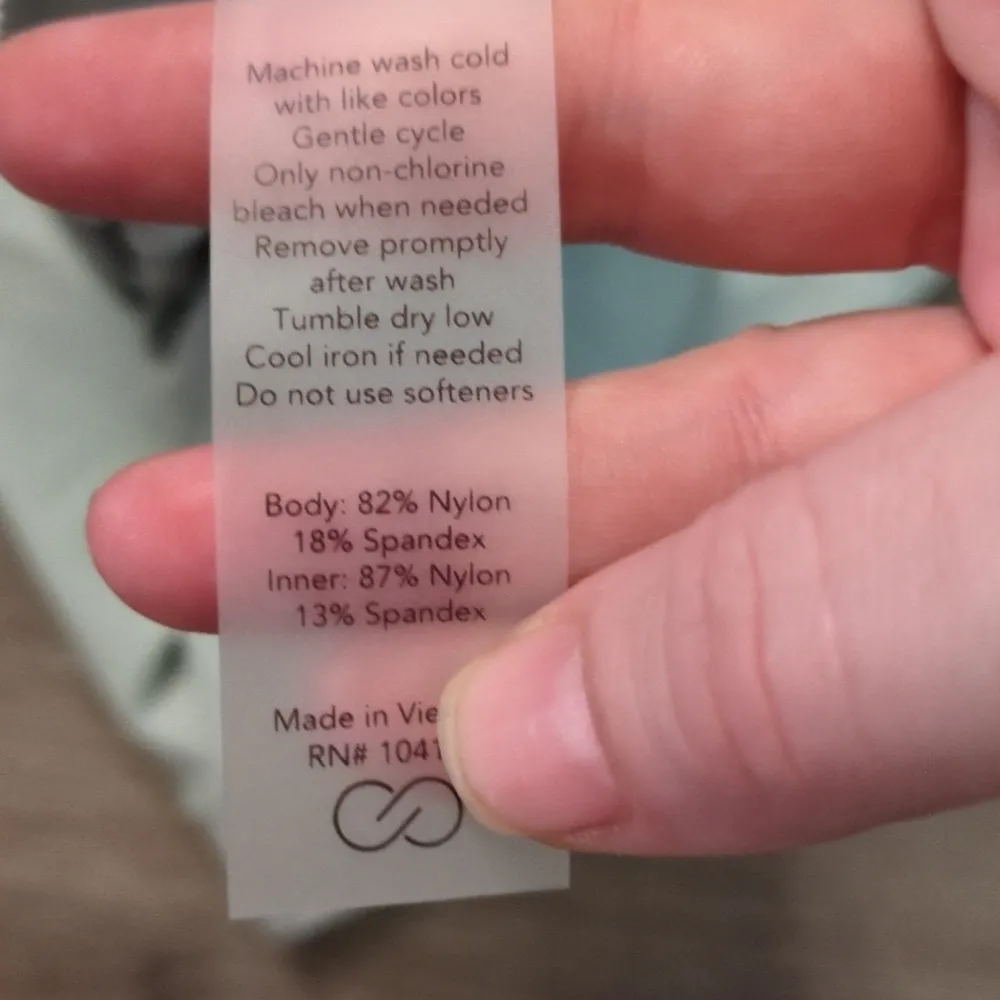 Machine wash cold
with like colors
Gentle cycle
Only non-chlorine
bleach when needed
Remove promptly
after wash
Tumble dry low
Cool iron if needed
Do not use softeners
Body: 82% Nylon
18% Spandex
Inner: 87% Nylon
13% Spandex
Made in
RN#